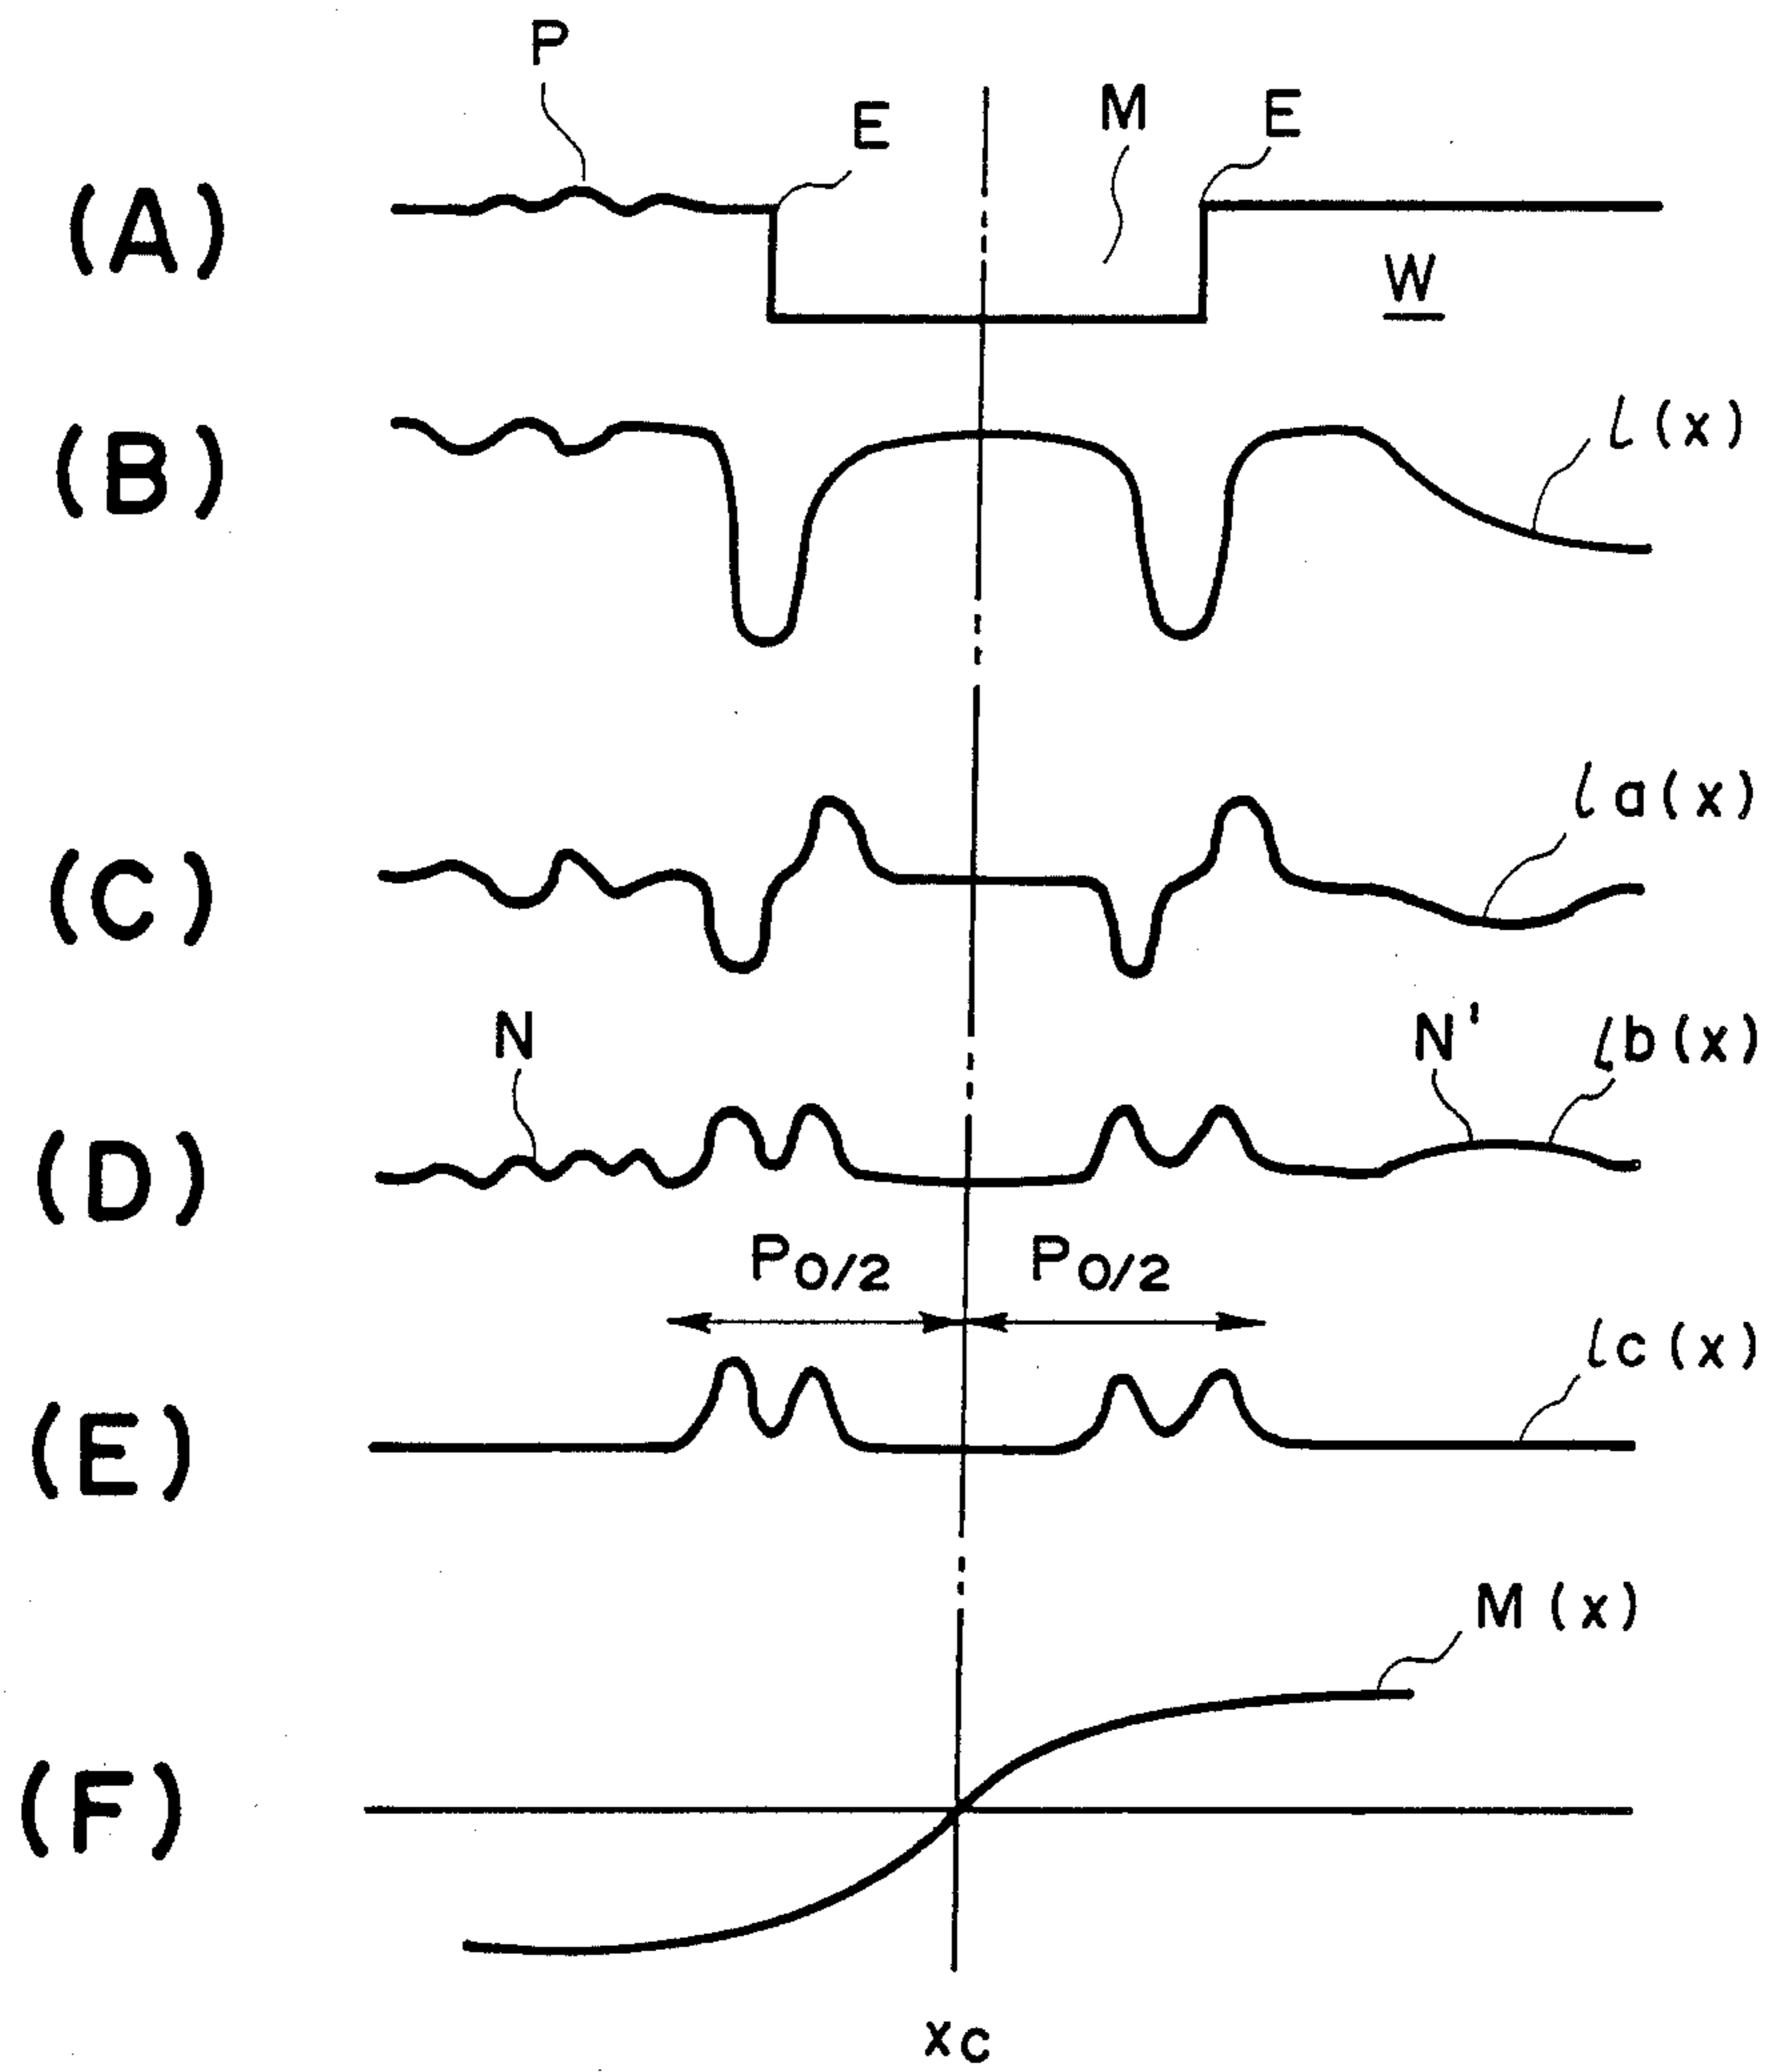 P
E
M
E
(A)
W
(B)
l(x)
(C)
la(x)
N
N'
lb(x)
(D)
Po/2
Po/2
(E)
lc(x)
M(x)
(F)
xc